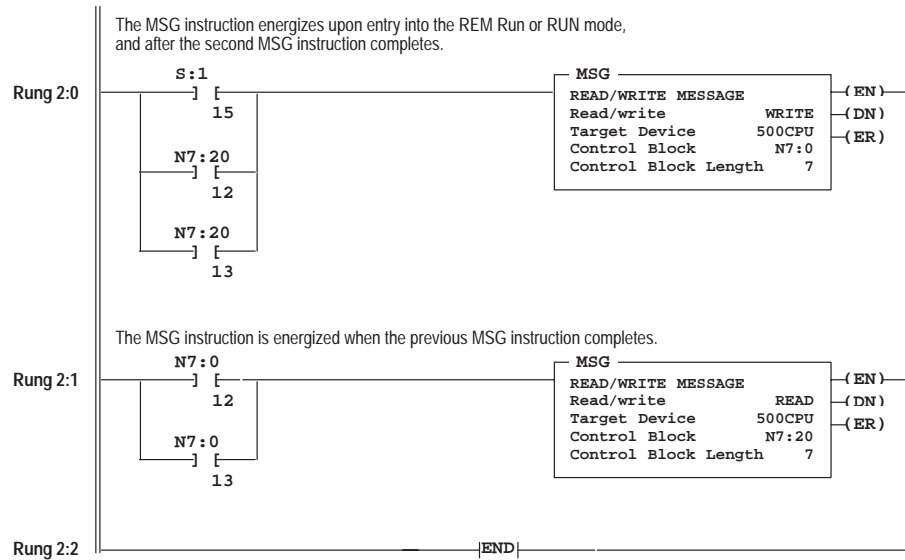 The MSG instruction energizes upon entry into the REM Run or RUN mode,
and after the second MSG instruction completes.
Rung 2:0
S:1
] [
15
N7:20
] [
12
N7:20
] [
13
MSG
READ/WRITE MESSAGE
Read/write WRITE
Target Device 500CPU
Control Block N7:0
Control Block Length 7
(EN)
(DN)
(ER)
The MSG instruction is energized when the previous MSG instruction completes.
Rung 2:1
N7:0
] [
12
N7:0
] [
13
MSG
READ/WRITE MESSAGE
Read/write READ
Target Device 500CPU
Control Block N7:20
Control Block Length 7
(EN)
(DN)
(ER)
Rung 2:2
END